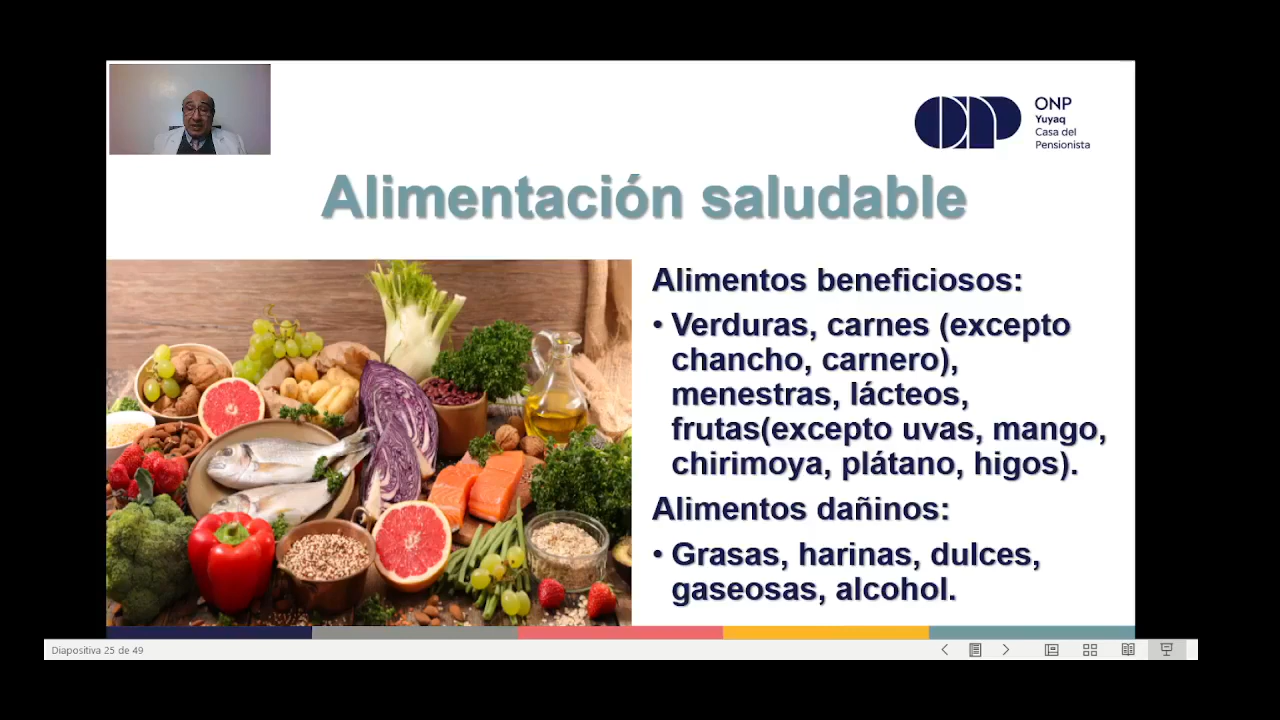 ONP
Yuyaq
Casa del
Pensionista
Alimentación saludable
Alimentos beneficiosos:
• Verduras, carnes (excepto
chancho, carnero),
menestras, lácteos,
frutas(excepto uvas, mango,
chirimoya, plátano, higos).
Alimentos dañinos:
• Grasas, harinas, dulces,
gaseosas, alcohol.
Diapositiva 25 de 49